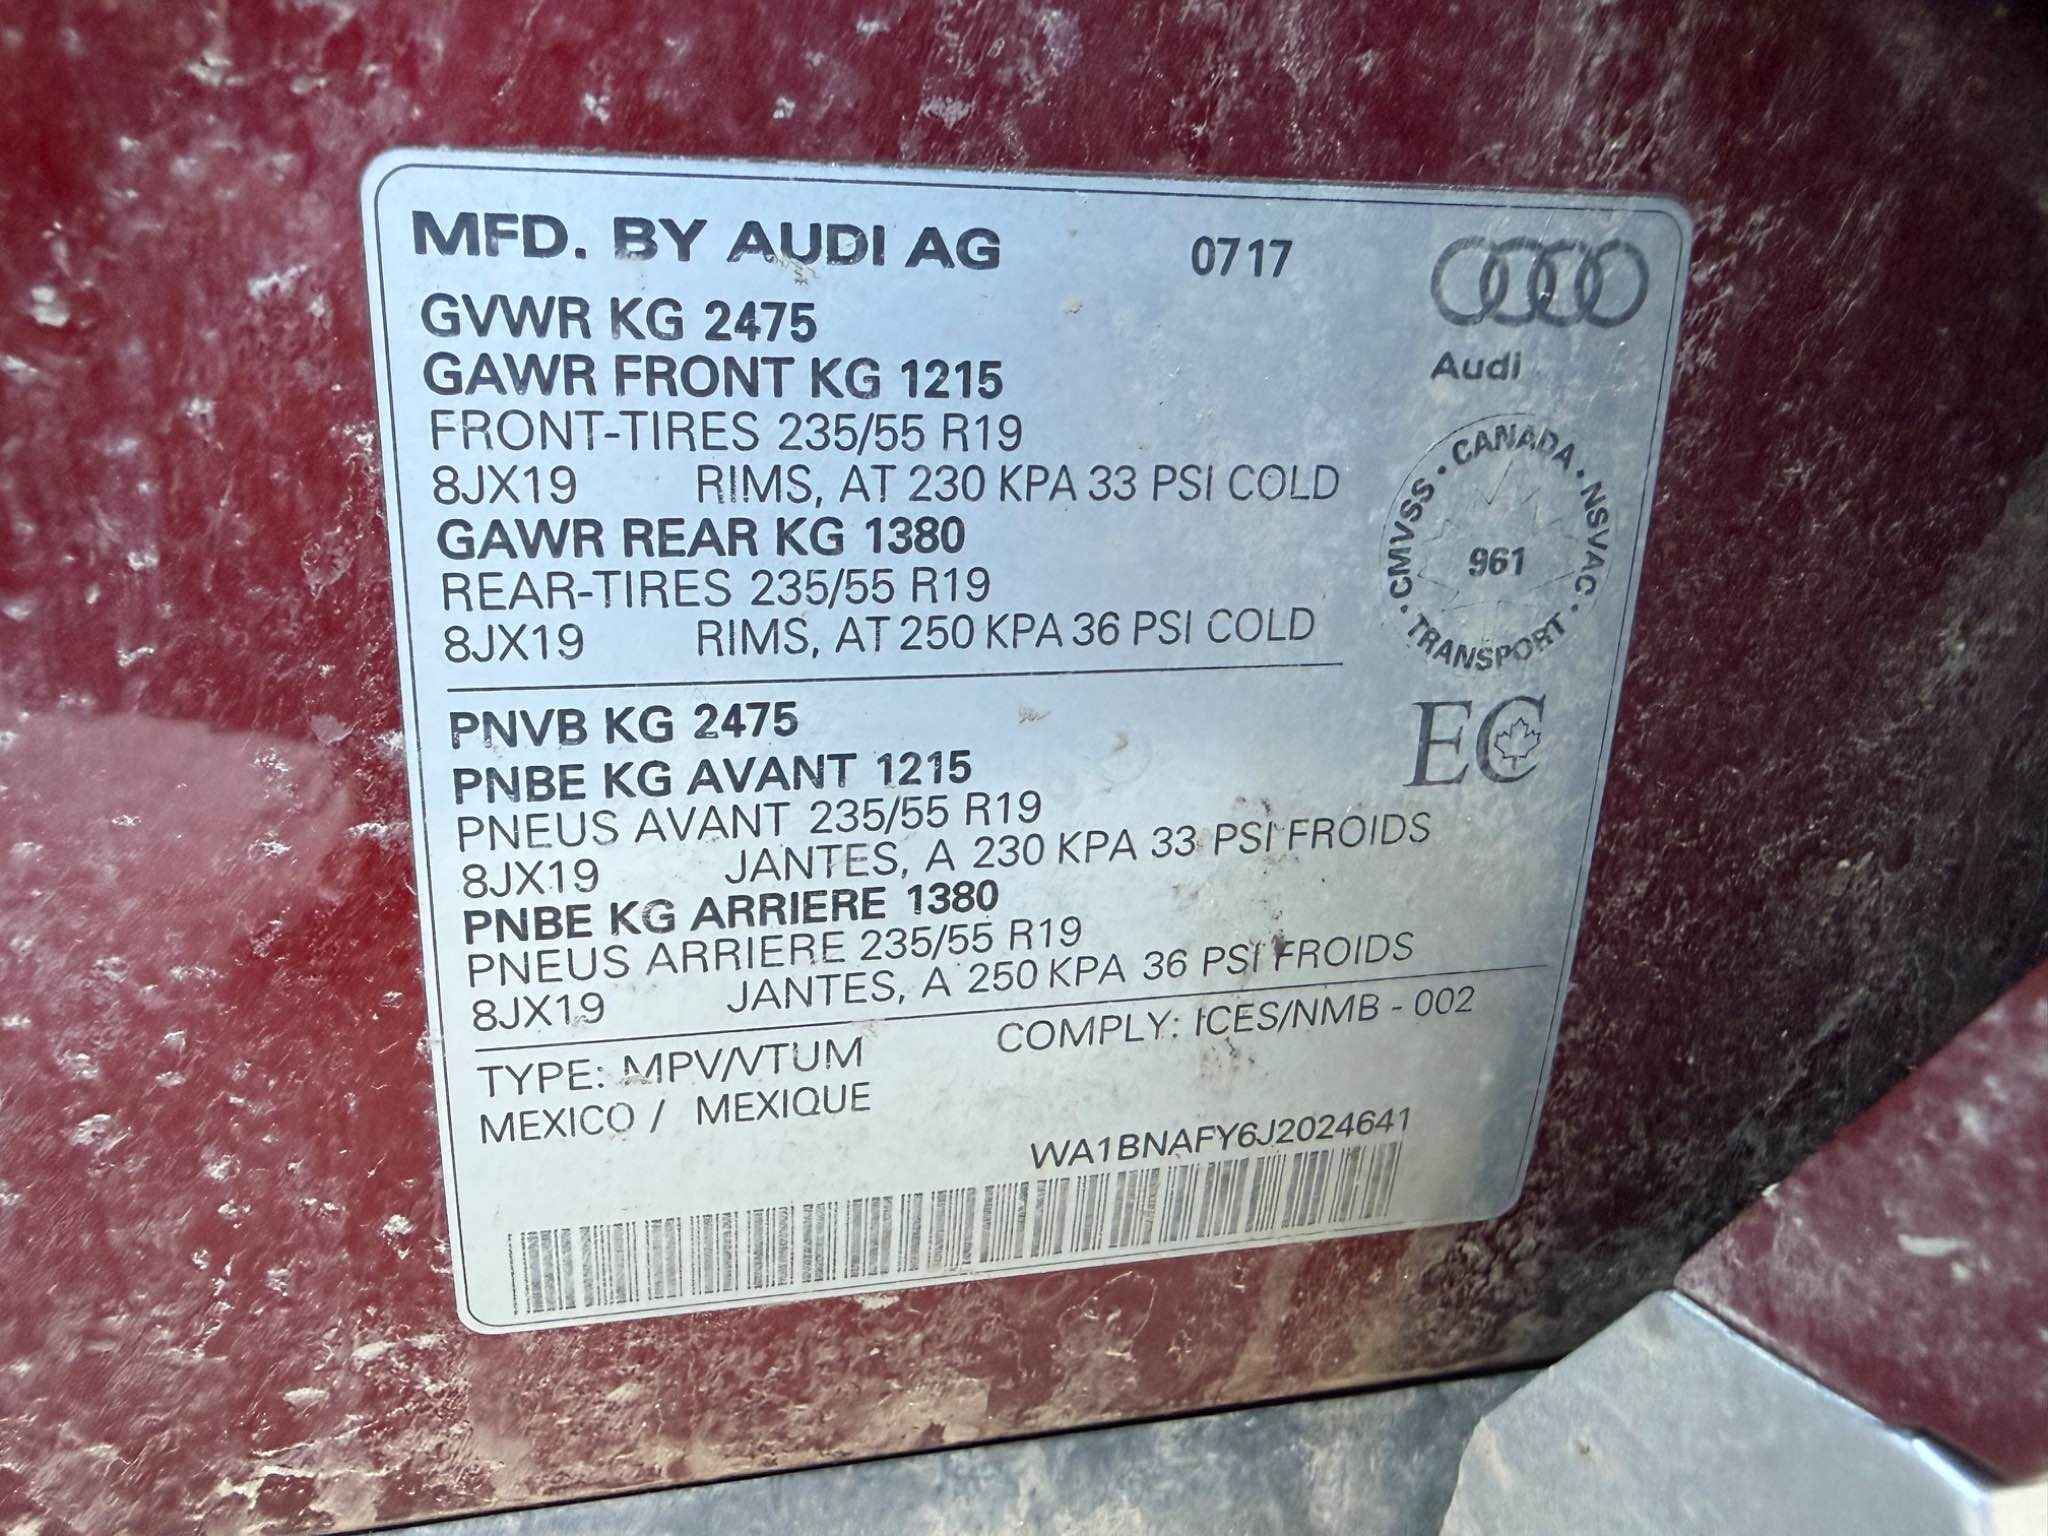 MFD. BY AUDI AG 0717
GVWR KG 2475
GAWR FRONT KG 1215
Audi
FRONT-TIRES 235/55 R19
8JX19 RIMS, AT 230 KPA 33 PSI COLD
GAWR REAR KG 1380
REAR-TIRES 235/55 R19
8JX19 RIMS, AT 250 KPA 36 PSI COLD
· CANADA · NSVAC · TRANSPORT · CMVSS
961
EC
PNVB KG 2475
PNBE KG AVANT 1215
PNEUS AVANT 235/55 R19
8JX19 JANTES, A 230 KPA 33 PSI FROIDS
PNBE KG ARRIERE 1380
PNEUS ARRIERE 235/55 R19
8JX19 JANTES, A 250 KPA 36 PSI FROIDS
TYPE: MPV/VTUM COMPLY: ICES/NMB - 002
MEXICO / MEXIQUE
WA1BNAFY6J2024641